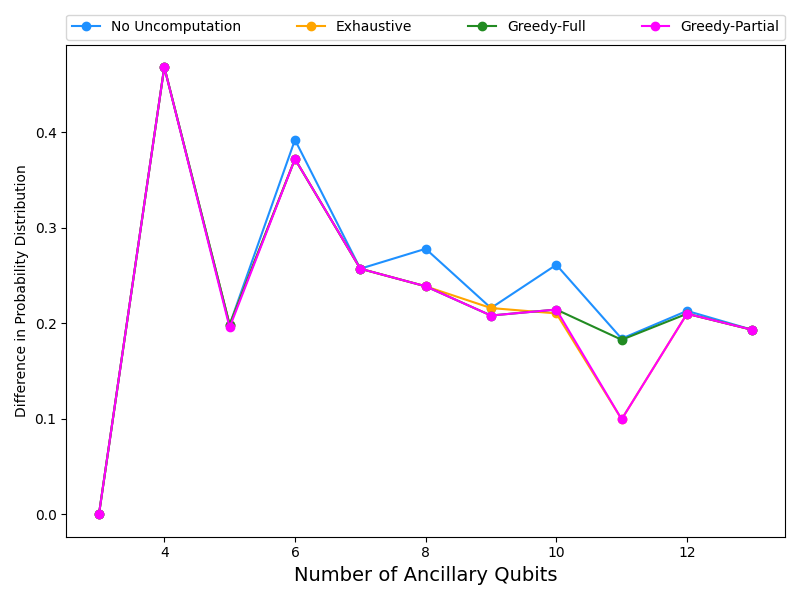 No Uncomputation Exhaustive Greedy-Full Greedy-Partial
Difference in Probability Distribution
0.4
0.3
0.2
0.1
0.0
4 6 8 10 12
Number of Ancillary Qubits